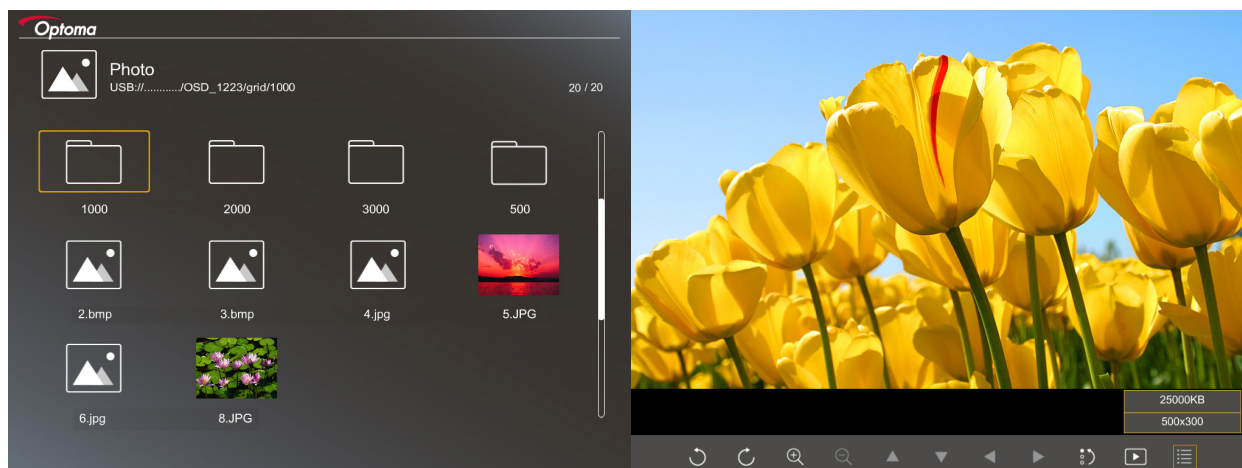 Optoma
Photo
USB://.........../OSD_1223/grid/1000
20 / 20
1000
2000
3000
500
2.bmp
3.bmp
4.jpg
5.JPG
6.jpg
8.JPG
25000KB
500x300